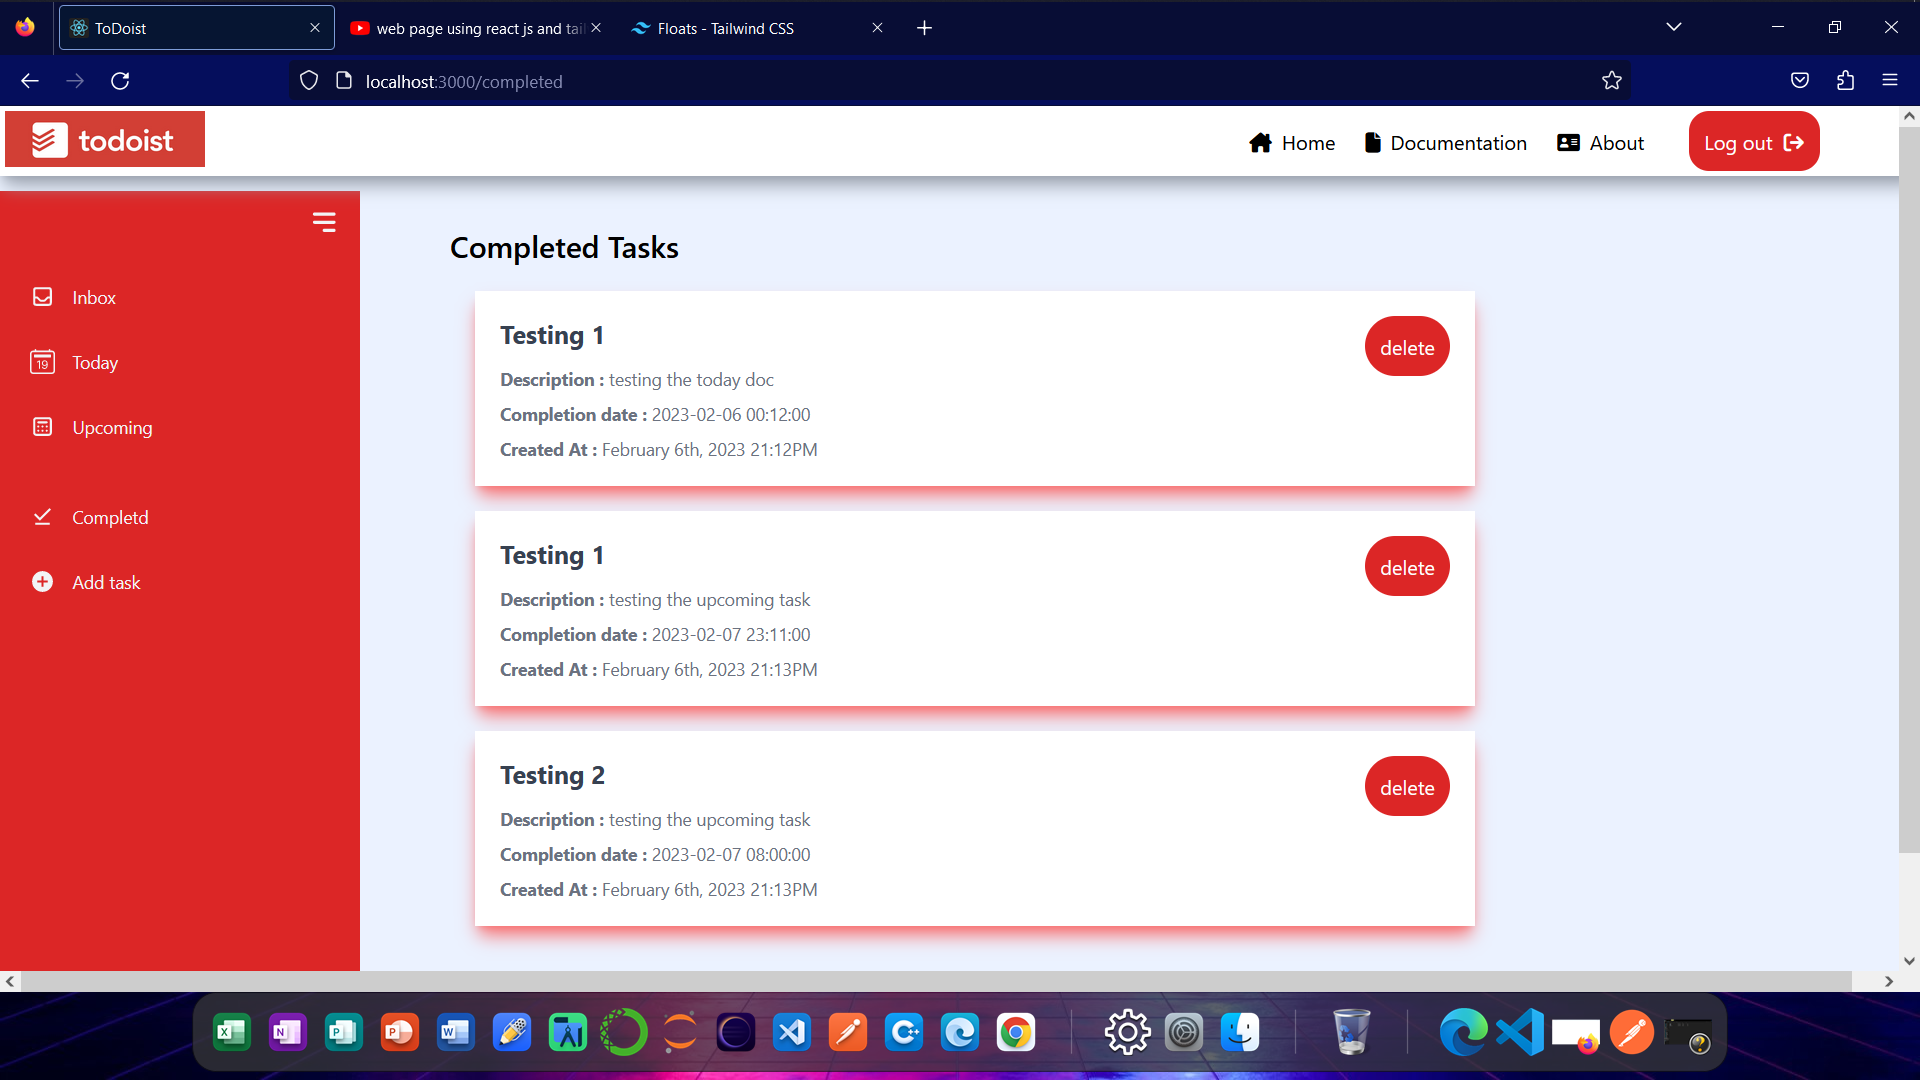 ToDoist
web page using react js and tail
Floats - Tailwind CSS
localhost:3000/completed
todoist
Home
Documentation
About
Log out
Inbox
19
Today
Upcoming
Completd
Add task
Completed Tasks
Testing 1
delete
Description : testing the today doc
Completion date : 2023-02-06 00:12:00
Created At : February 6th, 2023 21:12PM
Testing 1
delete
Description : testing the upcoming task
Completion date : 2023-02-07 23:11:00
Created At : February 6th, 2023 21:13PM
Testing 2
delete
Description : testing the upcoming task
Completion date : 2023-02-07 08:00:00
Created At : February 6th, 2023 21:13PM
X
N
P
P
W
C++